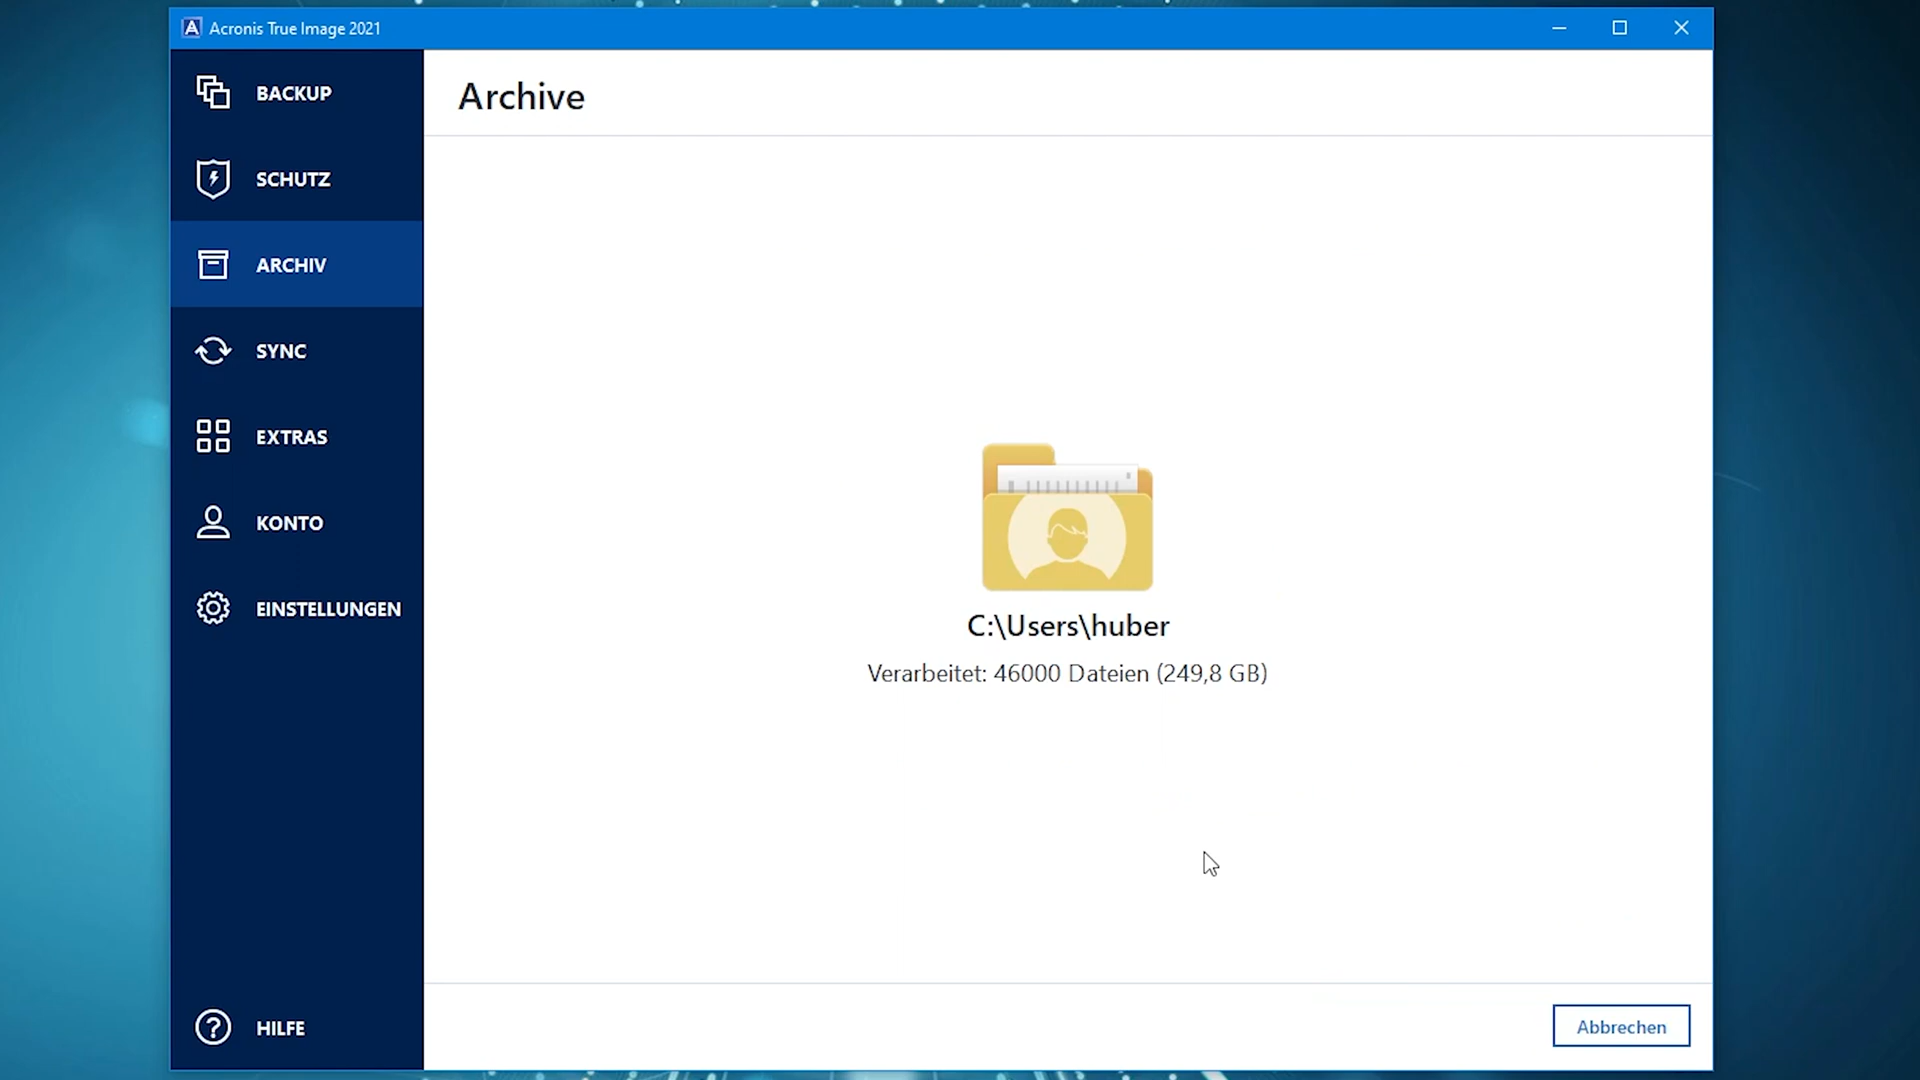 Acronis True Image 2021
BACKUP
SCHUTZ
ARCHIV
SYNC
EXTRAS
KONTO
EINSTELLUNGEN
HILFE
Archive
C:\Users\huber
Verarbeitet: 46000 Dateien (249,8 GB)
Abbrechen